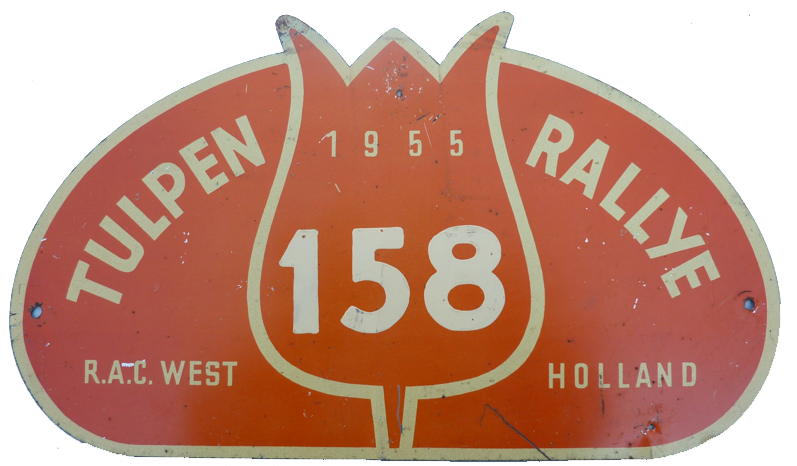 TULPEN RALLYE
1955
158
R.A.C. WEST HOLLAND